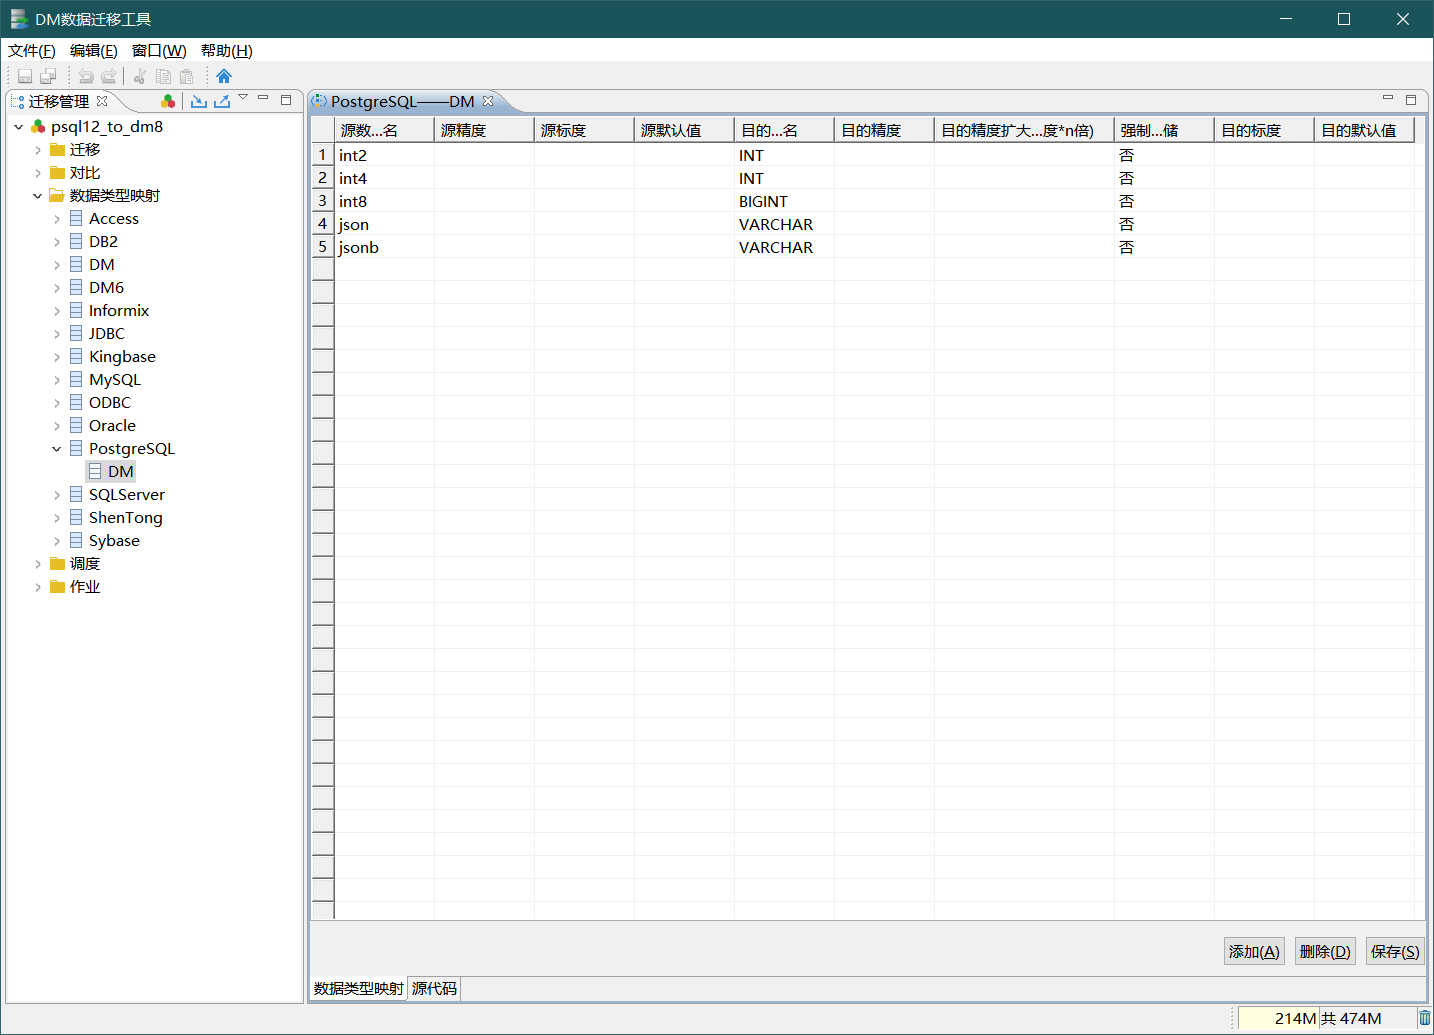 DM数据迁移工具
文件(F) 编辑(E) 窗口(W) 帮助(H)
迁移管理
psql12_to_dm8
迁移
对比
数据类型映射
Access
DB2
DM
DM6
Informix
JDBC
Kingbase
MySQL
ODBC
Oracle
PostgreSQL
DM
SQLServer
ShenTong
Sybase
调度
作业
PostgreSQL——DM
源数...名 源精度 源标度 源默认值 目的...名 目的精度 目的精度扩大...度*n倍) 强制...储 目的标度 目的默认值
1 int2 INT 否
2 int4 INT 否
3 int8 BIGINT 否
4 json VARCHAR 否
5 jsonb VARCHAR 否
添加(A) 删除(D) 保存(S)
数据类型映射 源代码
214M 共 474M